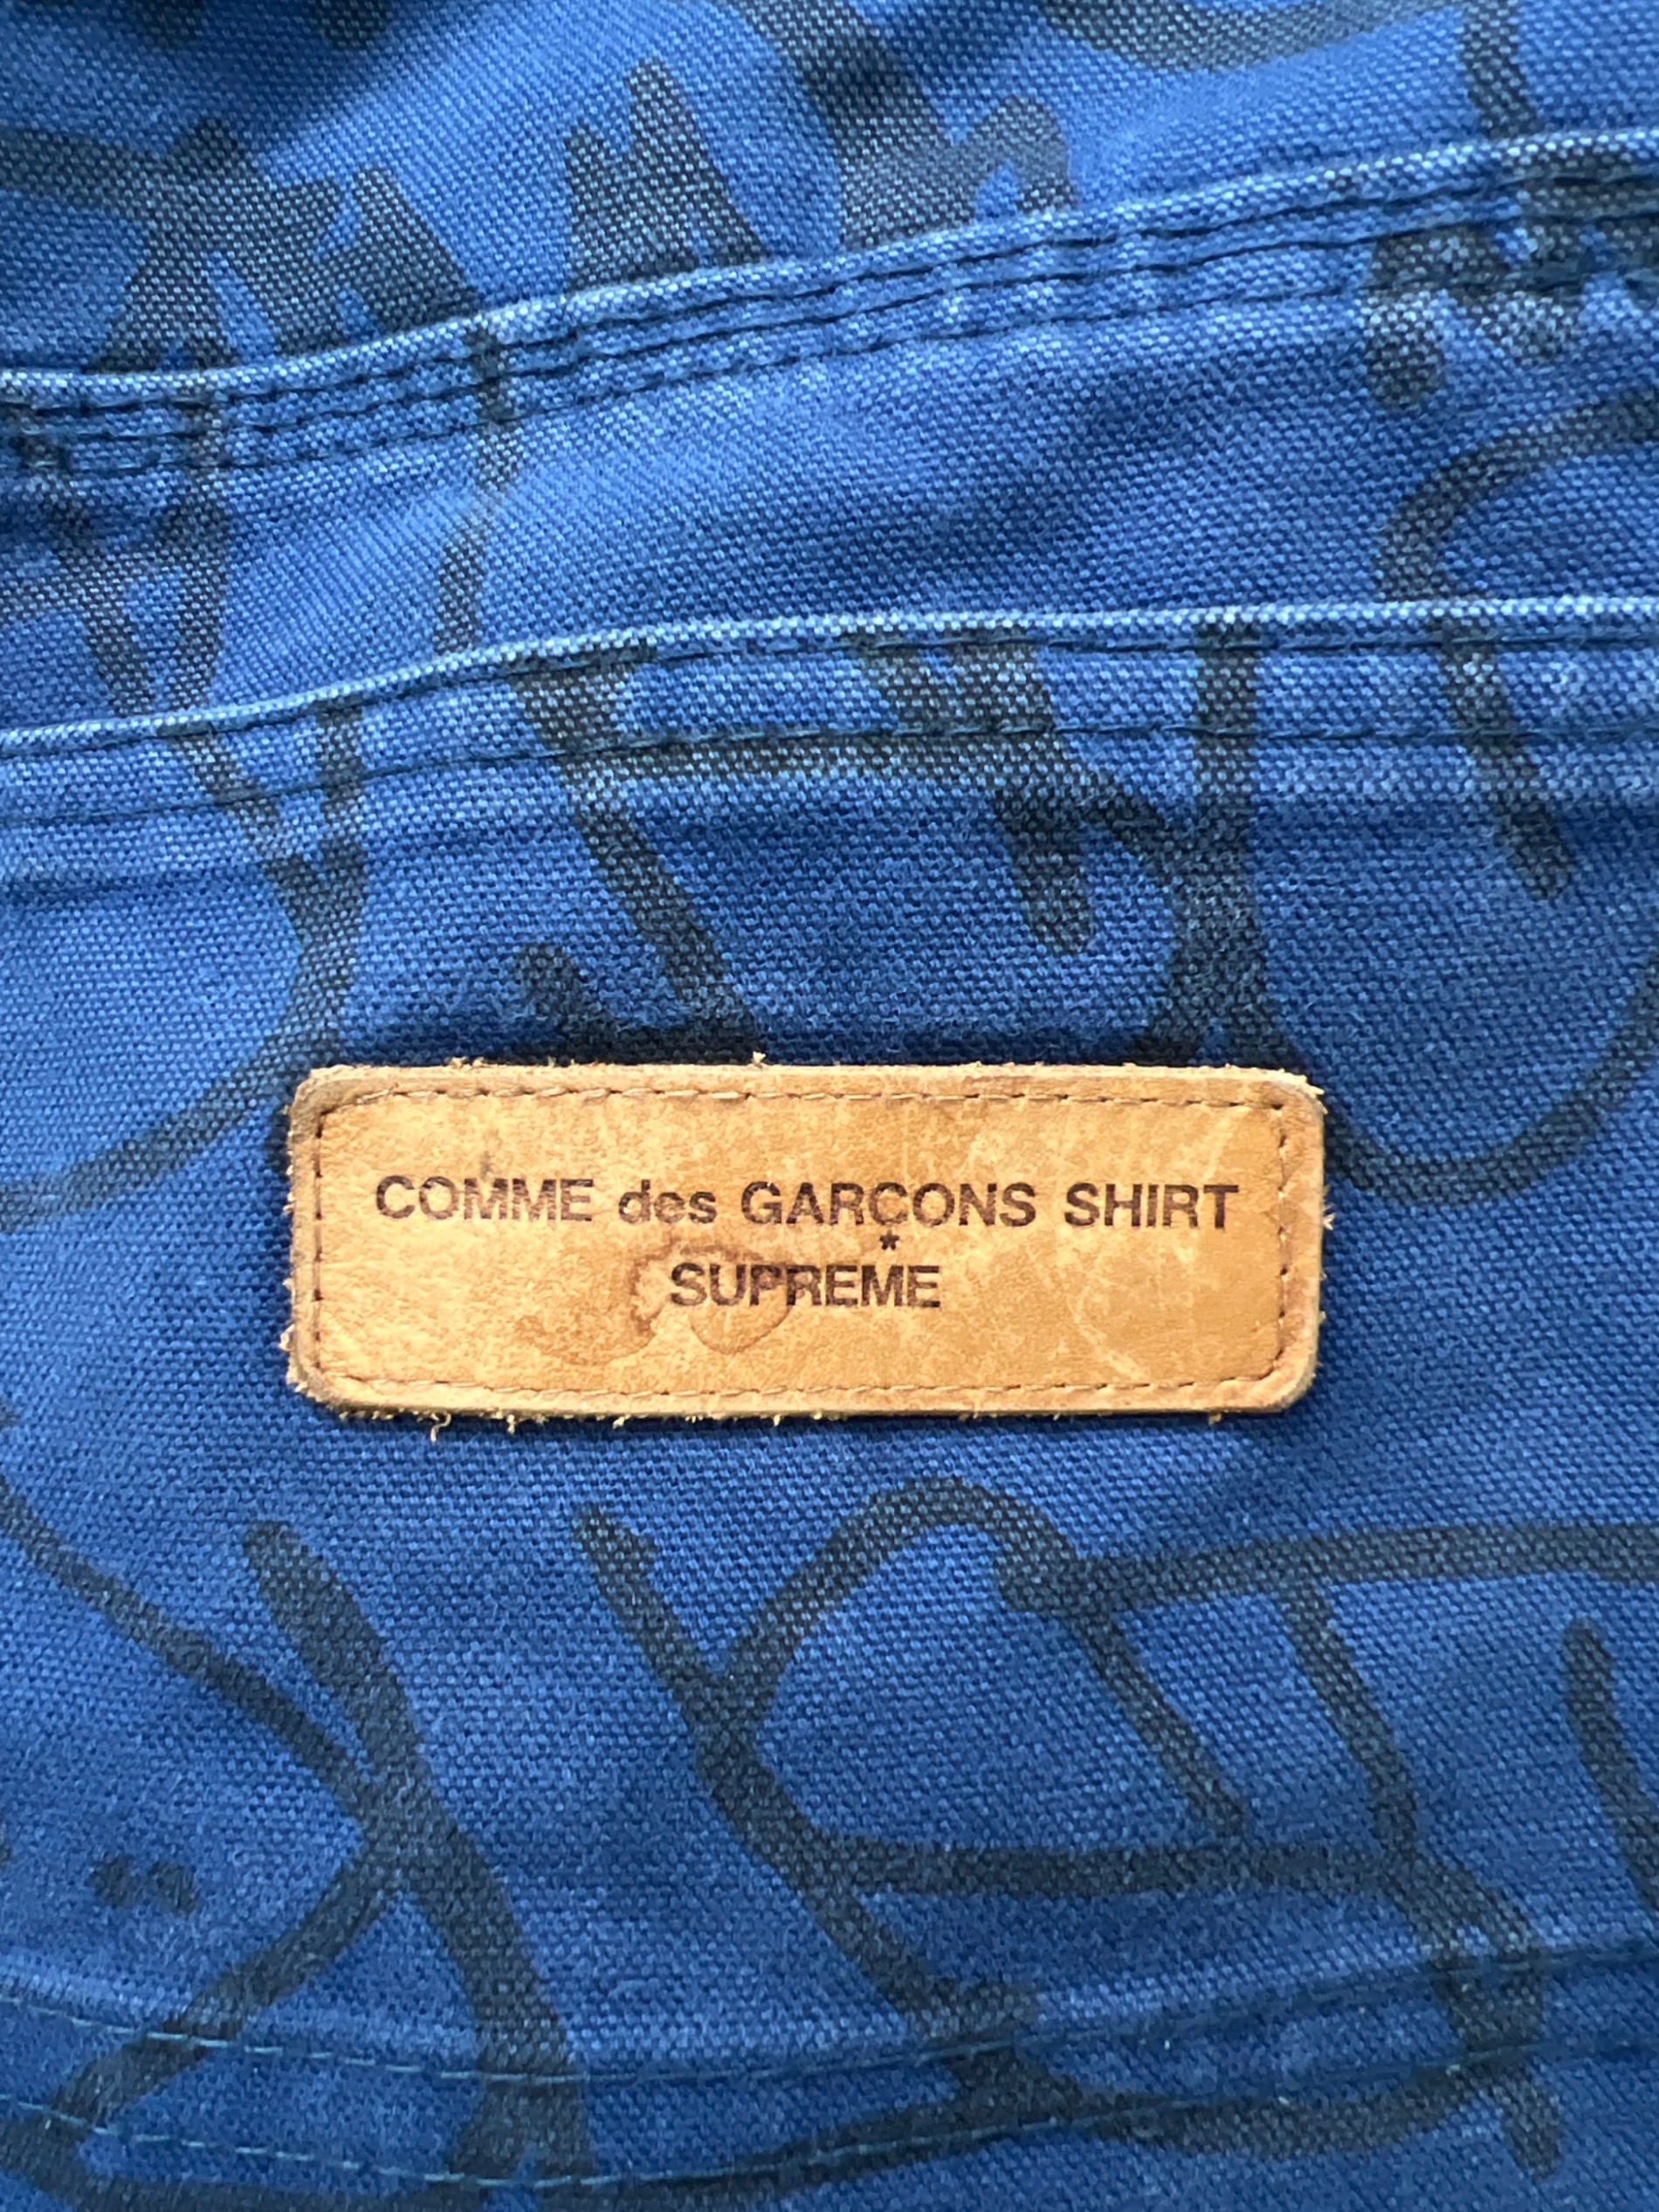 COMME des GARÇONS SHIRT
*
SUPREME